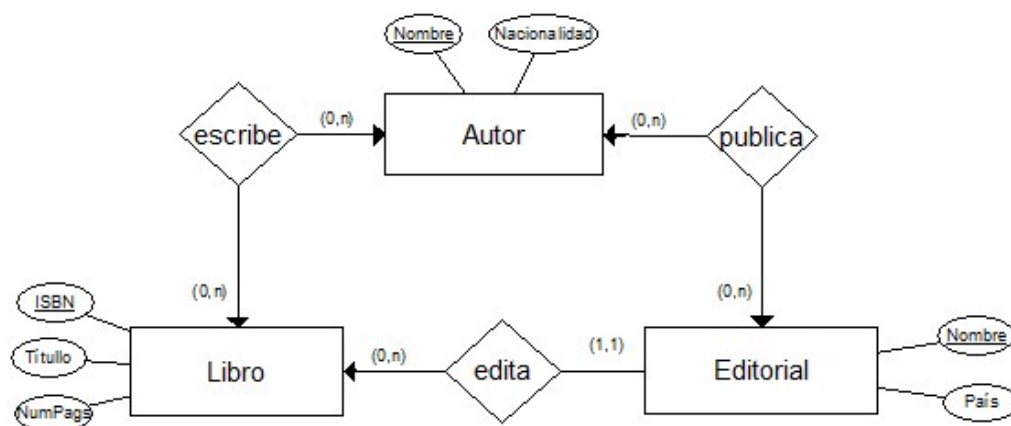 Nombre
Nacionalidad
escribe
(0,n)
Autor
(0,n)
publica
(0,n)
(0,n)
ISBN
Títullo
NumPags
Libro
(0,n)
edita
(1,1)
Editorial
Nombre
País